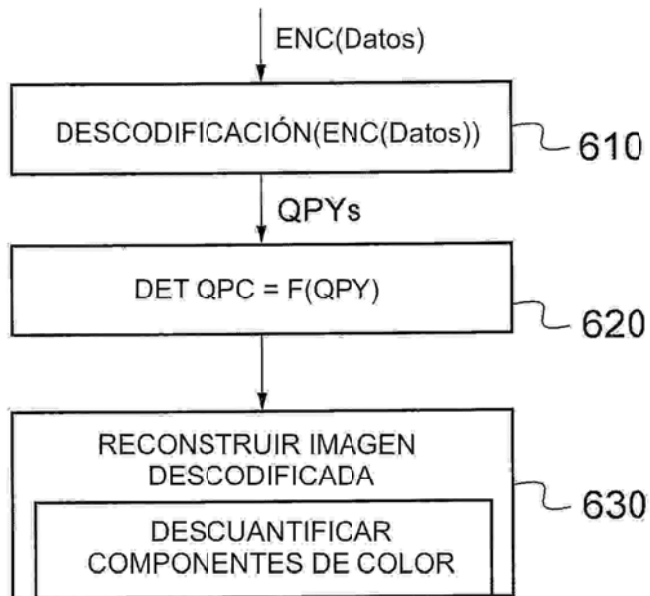 ENC(Datos)
DESCODIFICACIÓN(ENC(Datos))
610
QPYs
DET QPC = F(QPY)
620
RECONSTRUIR IMAGEN
DESCODIFICADA
630
DESCUANTIFICAR
COMPONENTES DE COLOR